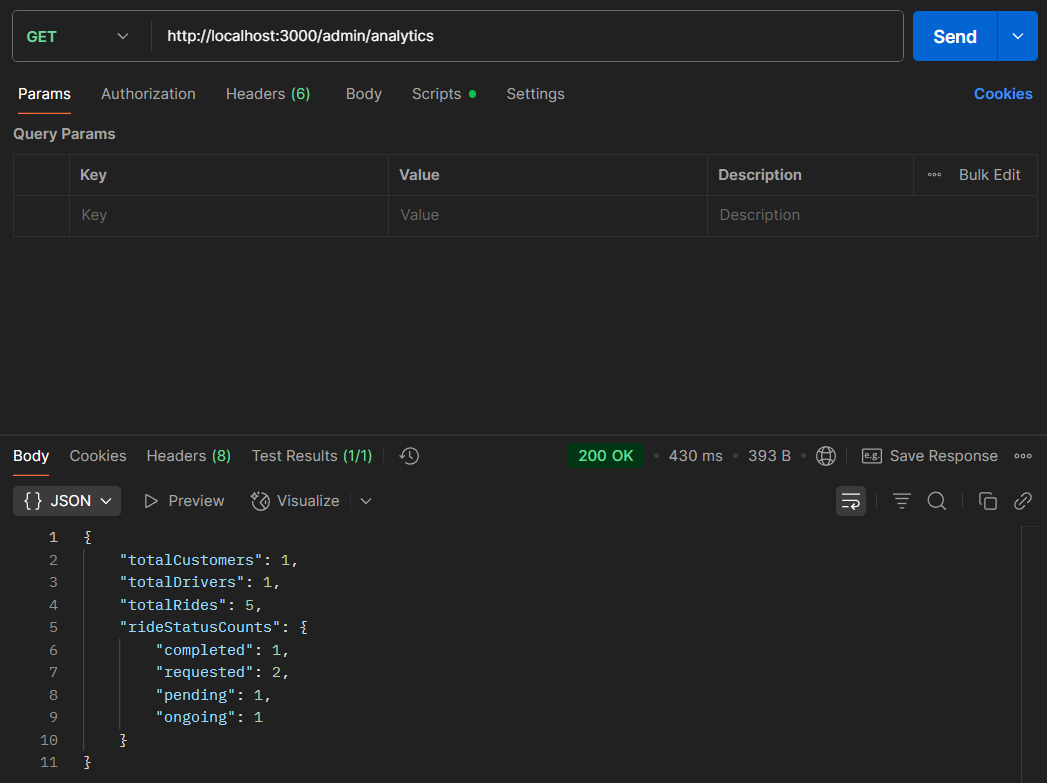 GET http://localhost:3000/admin/analytics Send
Params Authorization Headers (6) Body Scripts Settings Cookies
Query Params
Key Value Description Bulk Edit
Key Value Description
Body Cookies Headers (8) Test Results (1/1) 200 OK 430 ms 393 B e.g. Save Response
{} JSON Preview Visualize
1 {
2 "totalCustomers": 1,
3 "totalDrivers": 1,
4 "totalRides": 5,
5 "rideStatusCounts": {
6 "completed": 1,
7 "requested": 2,
8 "pending": 1,
9 "ongoing": 1
10 }
11 }